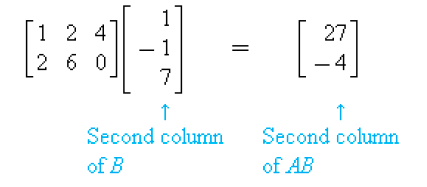 [1 2 4; 2 6 0] [1; −1; 7] = [27; −4]
↑ ↑
Second column Second column
of B of AB